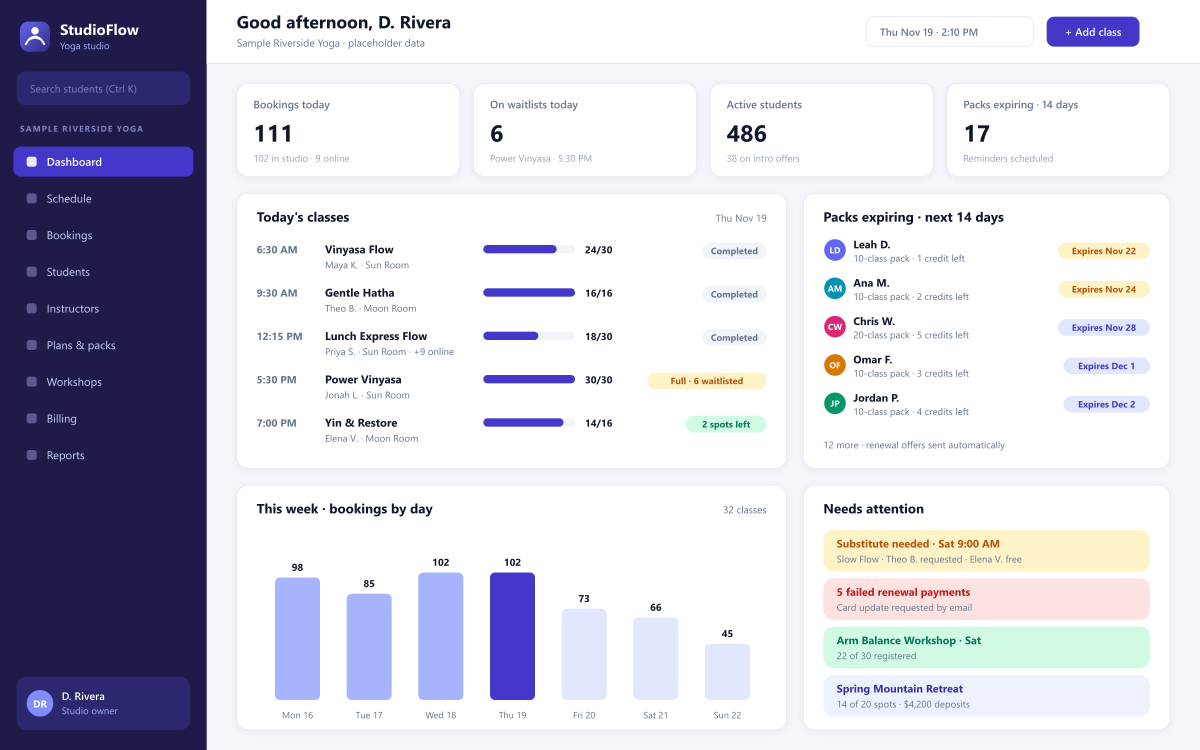 StudioFlow
Yoga studio
Search students (Ctrl K)
SAMPLE RIVERSIDE YOGA
Dashboard
Schedule
Bookings
Students
Instructors
Plans & packs
Workshops
Billing
Reports
DR
D. Rivera
Studio owner
Good afternoon, D. Rivera
Sample Riverside Yoga · placeholder data
Thu Nov 19 · 2:10 PM
+ Add class
Bookings today
111
102 in studio · 9 online
On waitlists today
6
Power Vinyasa · 5:30 PM
Active students
486
38 on intro offers
Packs expiring · 14 days
17
Reminders scheduled
Today's classes
Thu Nov 19
6:30 AM Vinyasa Flow 24/30 Completed
Maya K. · Sun Room
9:30 AM Gentle Hatha 16/16 Completed
Theo B. · Moon Room
12:15 PM Lunch Express Flow 18/30 Completed
Priya S. · Sun Room · +9 online
5:30 PM Power Vinyasa 30/30 Full · 6 waitlisted
Jonah L. · Sun Room
7:00 PM Yin & Restore 14/16 2 spots left
Elena V. · Moon Room
Packs expiring · next 14 days
LD Leah D. Expires Nov 22
10-class pack · 1 credit left
AM Ana M. Expires Nov 24
10-class pack · 2 credits left
CW Chris W. Expires Nov 28
20-class pack · 5 credits left
OF Omar F. Expires Dec 1
10-class pack · 3 credits left
JP Jordan P. Expires Dec 2
10-class pack · 4 credits left
12 more · renewal offers sent automatically
This week · bookings by day
32 classes
98 85 102 102 73 66 45
Mon 16 Tue 17 Wed 18 Thu 19 Fri 20 Sat 21 Sun 22
Needs attention
Substitute needed · Sat 9:00 AM
Slow Flow · Theo B. requested · Elena V. free
5 failed renewal payments
Card update requested by email
Arm Balance Workshop · Sat
22 of 30 registered
Spring Mountain Retreat
14 of 20 spots · $4,200 deposits